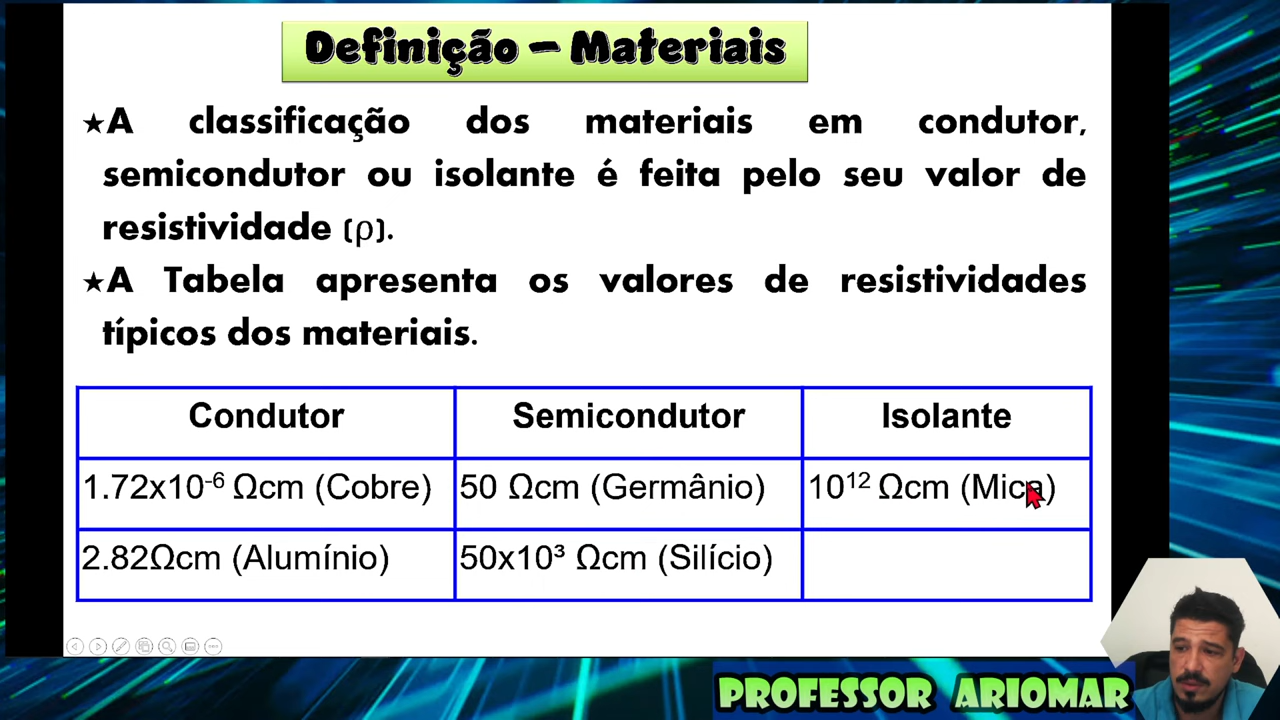 Definição – Materiais
★A classificação dos materiais em condutor,
semicondutor ou isolante é feita pelo seu valor de
resistividade (ρ).
★A Tabela apresenta os valores de resistividades
típicos dos materiais.
Condutor Semicondutor Isolante
1.72x10⁻⁶ Ωcm (Cobre) 50 Ωcm (Germânio) 10¹² Ωcm (Mica)
2.82Ωcm (Alumínio) 50x10³ Ωcm (Silício)
PROFESSOR ARIOMAR